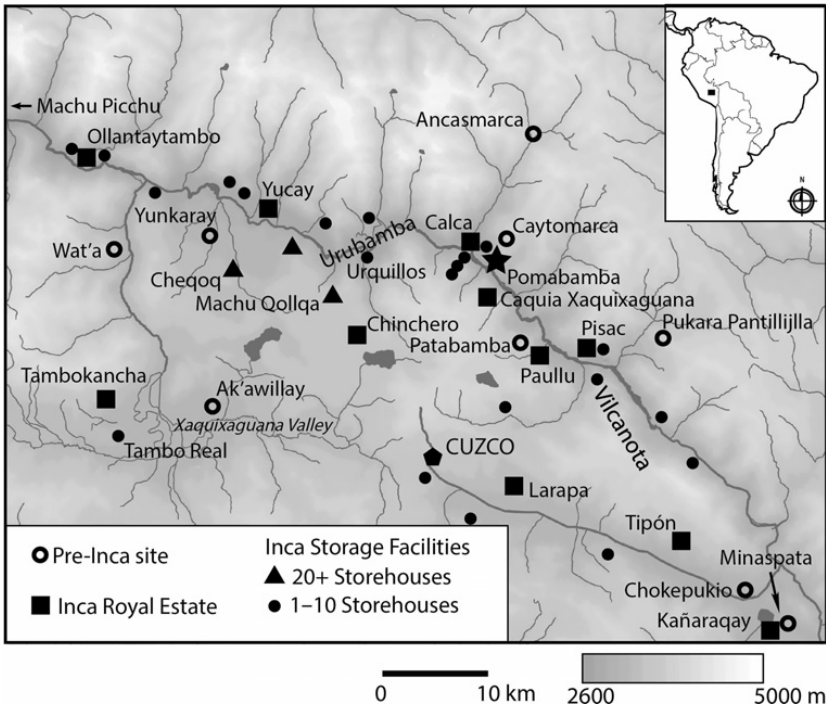 Machu Picchu
Ollantaytambo
Ancasmarca
N
Yunkaray
Yucay
Calca
Caytomarca
Wat'a
Urubamba
Urquillos
Cheqoq
Pomabamba
Machu Qollqa
Caquia Xaquixaguana
Chinchero
Pisac
Pukara Pantillijlla
Patabamba
Paullu
Tambokancha
Ak'awillay
Xaquixaguana Valley
Vilcanota
Tambo Real
CUZCO
Larapa
Tipón
Minaspata
Chokepukio
Kañaraqay
Pre-Inca site
Inca Royal Estate
Inca Storage Facilities
20+ Storehouses
1–10 Storehouses
0 10 km
2600 5000 m